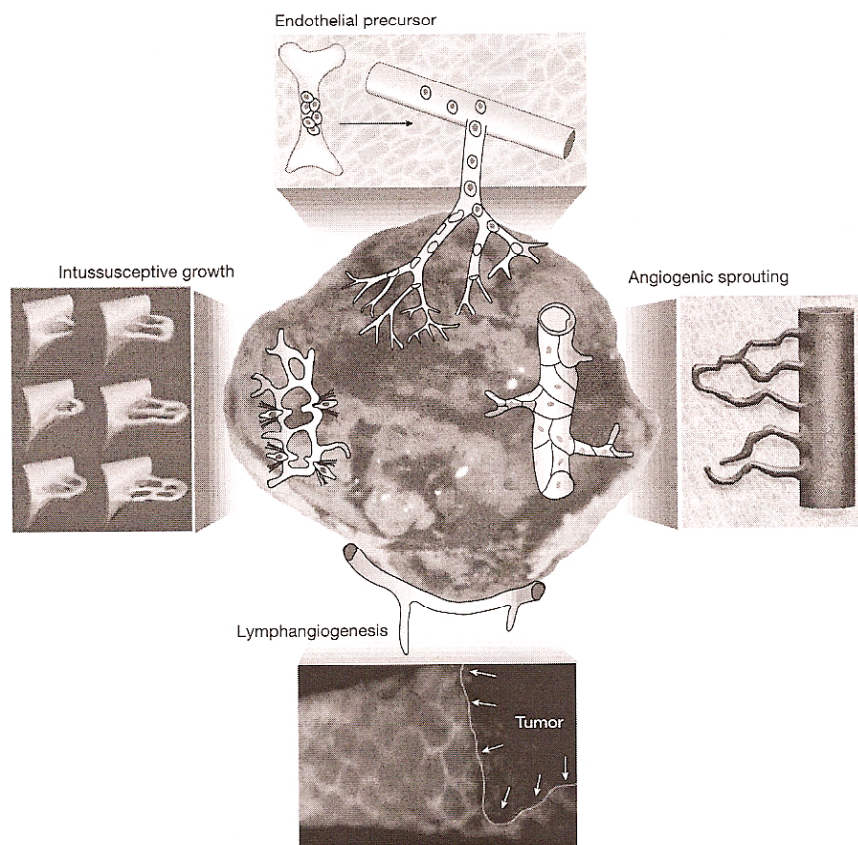 Endothelial precursor
Intussusceptive growth
Angiogenic sprouting
Lymphangiogenesis
Tumor